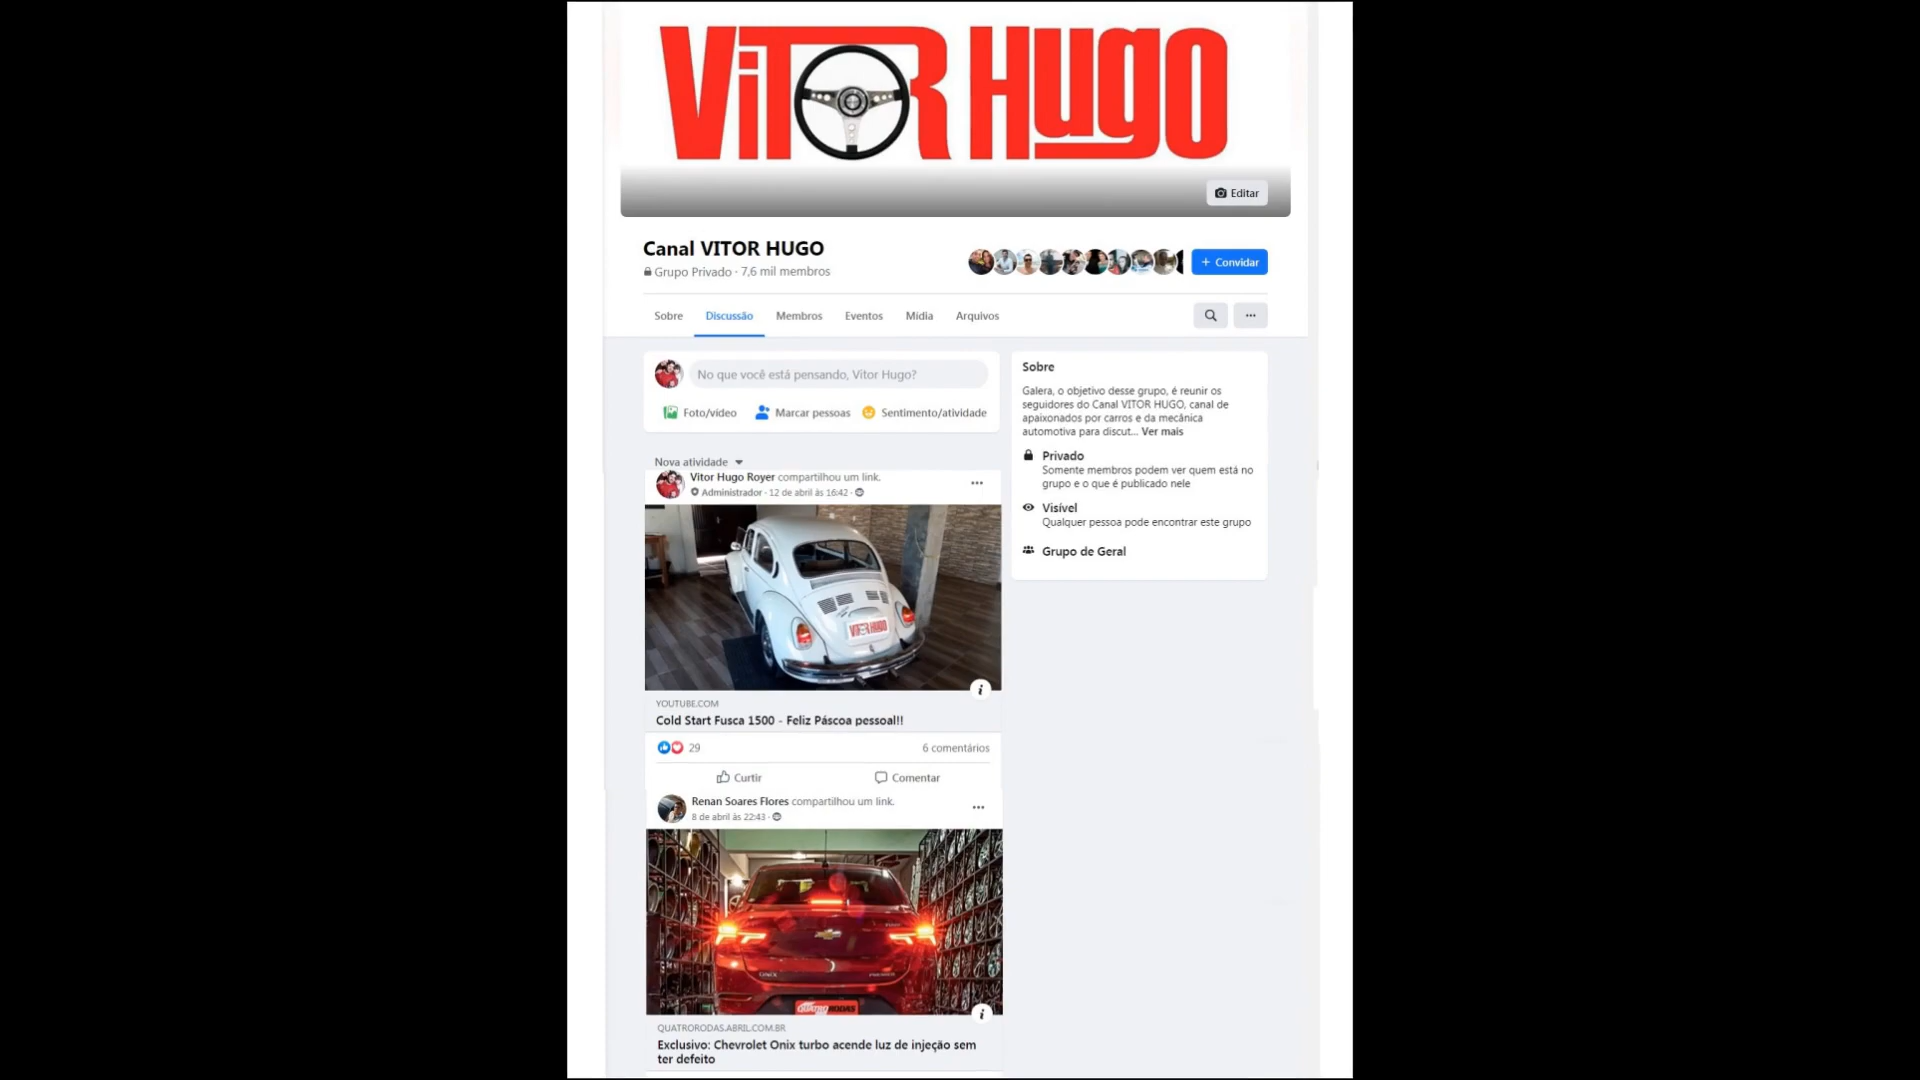 VITOR HUGO
Editar
Canal VITOR HUGO
Grupo Privado · 7,6 mil membros
+ Convidar
Sobre Discussão Membros Eventos Mídia Arquivos
No que você está pensando, Vitor Hugo?
Foto/vídeo Marcar pessoas Sentimento/atividade
Nova atividade
Vitor Hugo Royer compartilhou um link.
Administrador · 12 de abril às 16:42 ·
VITOR HUGO
YOUTUBE.COM
Cold Start Fusca 1500 - Feliz Páscoa pessoal!!
29 6 comentários
Curtir Comentar
Renan Soares Flores compartilhou um link.
8 de abril às 22:43 ·
ONIX PREMIER
QUATRO RODAS
QUATRORODAS.ABRIL.COM.BR
Exclusivo: Chevrolet Onix turbo acende luz de injeção sem
ter defeito
Sobre
Galera, o objetivo desse grupo, é reunir os
seguidores do Canal VITOR HUGO, canal de
apaixonados por carros e da mecânica
automotiva para discut... Ver mais
Privado
Somente membros podem ver quem está no
grupo e o que é publicado nele
Visível
Qualquer pessoa pode encontrar este grupo
Grupo de Geral